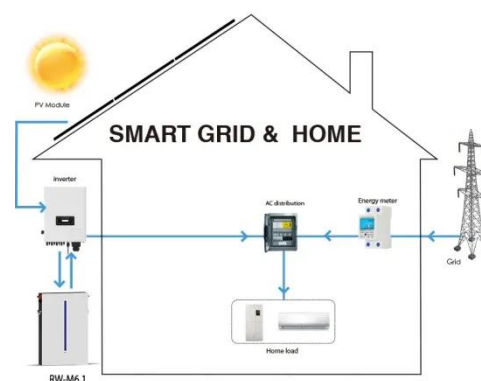 PV Module
SMART GRID & HOME
Inverter
AC distribution
Energy meter
Grid
Home load
RW-M6.1